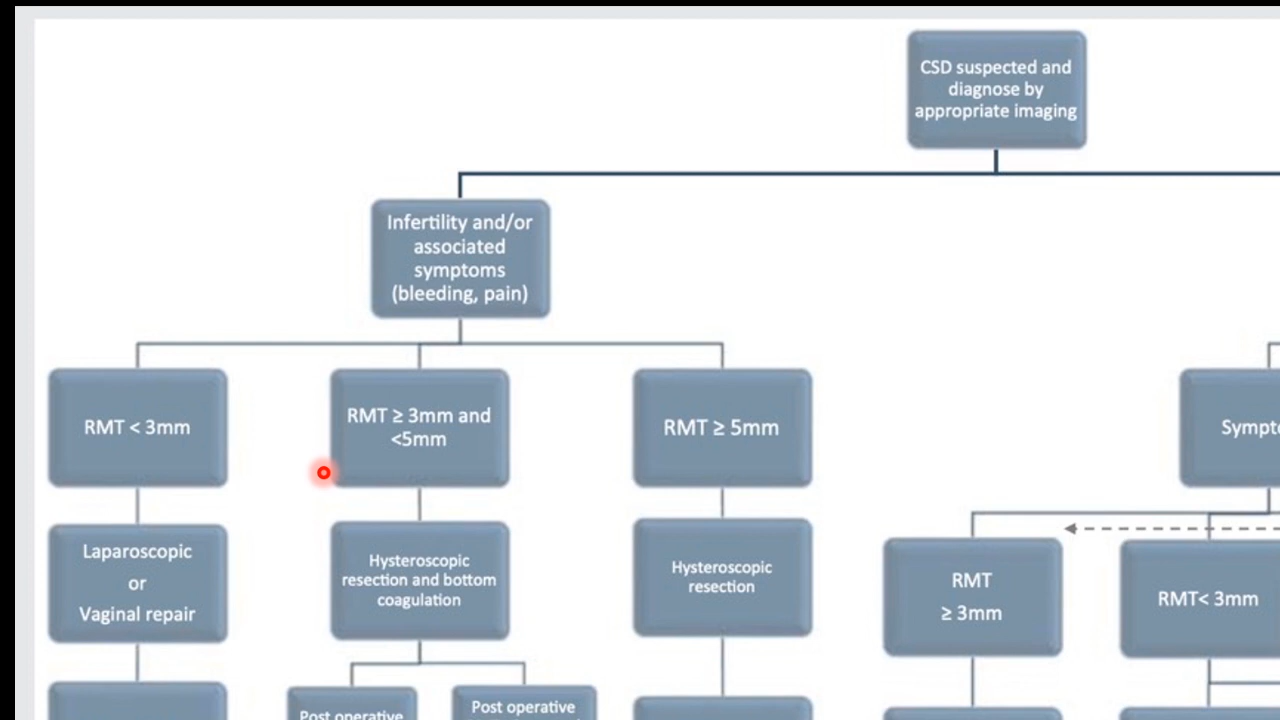 CSD suspected and
diagnose by
appropriate imaging
Infertility and/or
associated
symptoms
(bleeding, pain)
RMT < 3mm
RMT ≥ 3mm and
<5mm
RMT ≥ 5mm
Laparoscopic
or
Vaginal repair
Hysteroscopic
resection and bottom
coagulation
Hysteroscopic
resection
RMT
≥ 3mm
RMT< 3mm
Post operative
Post operative